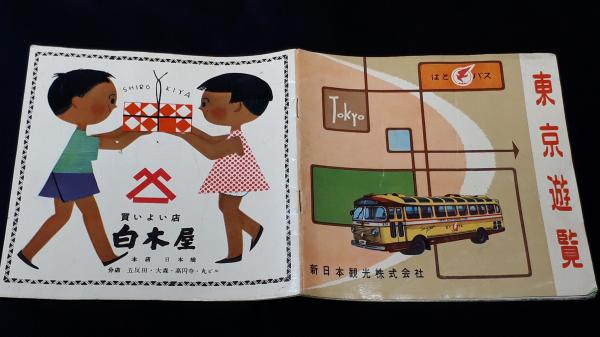 SHIROKIYA
買いよい店
白木屋
本店 日本橋
分店 五反田・大森・高円寺・丸ビル
はと バス
Tokyo
東京遊覧
新日本観光株式会社